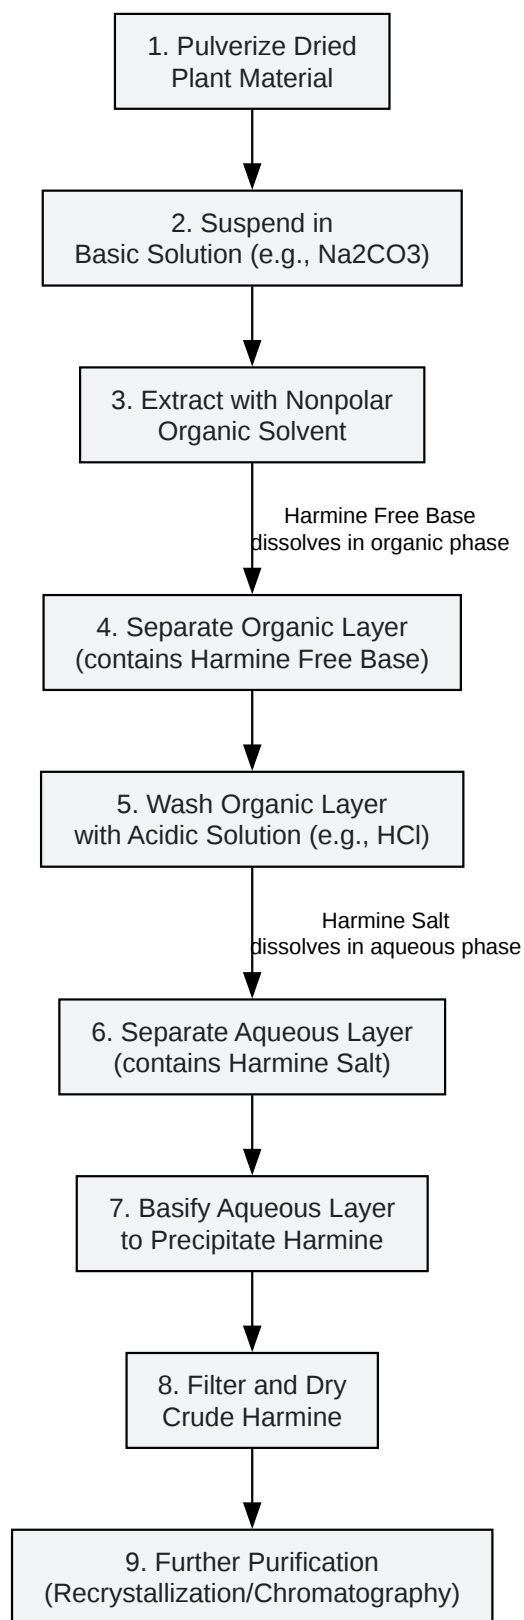 1. Pulverize Dried
Plant Material
2. Suspend in
Basic Solution (e.g., Na2CO3)
3. Extract with Nonpolar
Organic Solvent
Harmine Free Base
dissolves in organic phase
4. Separate Organic Layer
(contains Harmine Free Base)
5. Wash Organic Layer
with Acidic Solution (e.g., HCl)
Harmine Salt
dissolves in aqueous phase
6. Separate Aqueous Layer
(contains Harmine Salt)
7. Basify Aqueous Layer
to Precipitate Harmine
8. Filter and Dry
Crude Harmine
9. Further Purification
(Recrystallization/Chromatography)